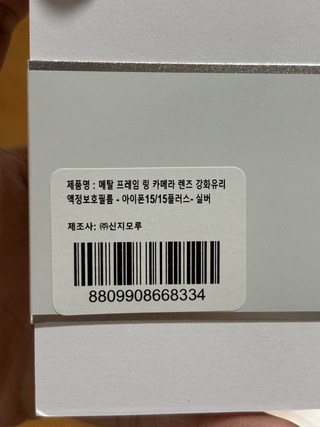 제품명 : 메탈 프레임 링 카메라 렌즈 강화유리
액정보호필름 - 아이폰15/15플러스- 실버
제조사: ㈜신지모루
8809908668334